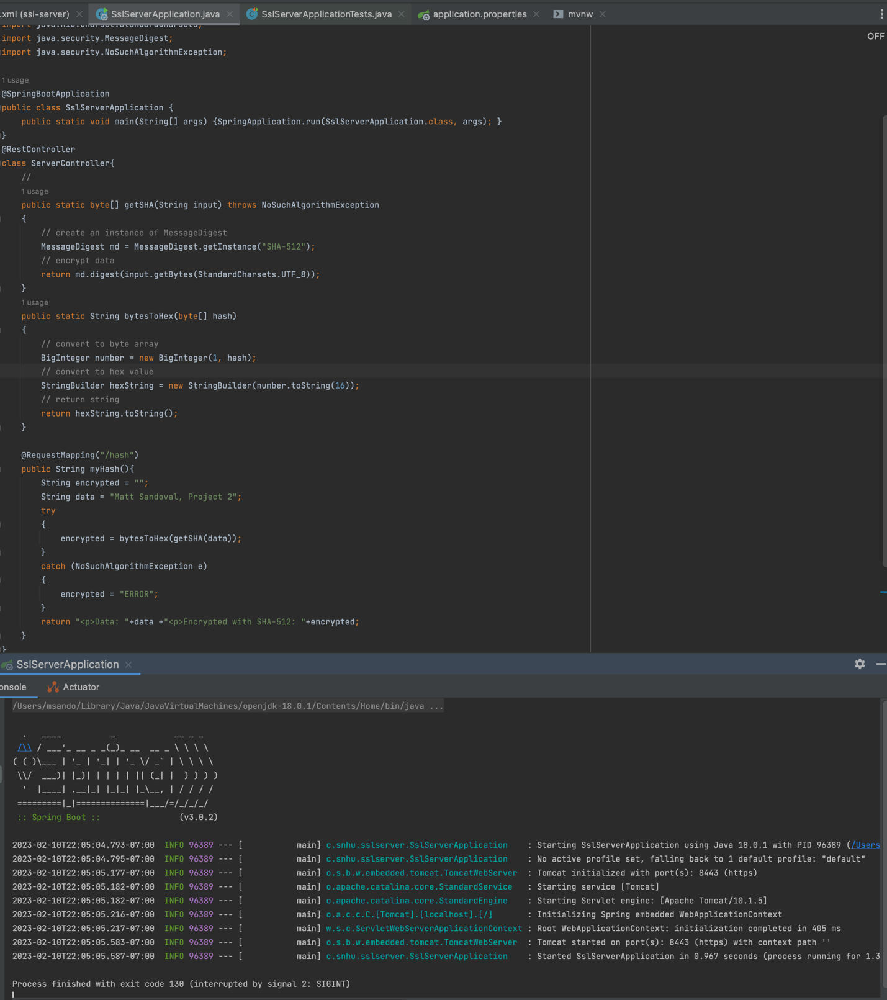 .xml (ssl-server) SslServerApplication.java SslServerApplicationTests.java application.properties mvnw
import java.nio.charset.StandardCharsets;
OFF
import java.security.MessageDigest;
import java.security.NoSuchAlgorithmException;
1 usage
@SpringBootApplication
public class SslServerApplication {
    public static void main(String[] args) {SpringApplication.run(SslServerApplication.class, args); }
}
@RestController
class ServerController{
    //
    1 usage
    public static byte[] getSHA(String input) throws NoSuchAlgorithmException
    {
        // create an instance of MessageDigest
        MessageDigest md = MessageDigest.getInstance("SHA-512");
        // encrypt data
        return md.digest(input.getBytes(StandardCharsets.UTF_8));
    }
    1 usage
    public static String bytesToHex(byte[] hash)
    {
        // convert to byte array
        BigInteger number = new BigInteger(1, hash);
        // convert to hex value
        StringBuilder hexString = new StringBuilder(number.toString(16));
        // return string
        return hexString.toString();
    }
    @RequestMapping("/hash")
    public String myHash(){
        String encrypted = "";
        String data = "Matt Sandoval, Project 2";
        try
        {
            encrypted = bytesToHex(getSHA(data));
        }
        catch (NoSuchAlgorithmException e)
        {
            encrypted = "ERROR";
        }
        return "<p>Data: "+data +"<p>Encrypted with SHA-512: "+encrypted;
    }
}
SslServerApplication
onsole Actuator
/Users/msando/Library/Java/JavaVirtualMachines/openjdk-18.0.1/Contents/Home/bin/java ...
  .   ____          _            __ _ _
 /\\ / ___'_ __ _ _(_)_ __  __ _ \ \ \ \
( ( )\___ | '_ | '_| | '_ \/ _` | \ \ \ \
 \\/  ___)| |_)| | | | | || (_| |  ) ) ) )
  '  |____| .__|_| |_|_| |_\__, | / / / /
 =========|_|==============|___/=/_/_/_/
 :: Spring Boot ::                (v3.0.2)
2023-02-10T22:05:04.793-07:00  INFO 96389 --- [           main] c.snhu.sslserver.SslServerApplication    : Starting SslServerApplication using Java 18.0.1 with PID 96389 (/Users
2023-02-10T22:05:04.795-07:00  INFO 96389 --- [           main] c.snhu.sslserver.SslServerApplication    : No active profile set, falling back to 1 default profile: "default"
2023-02-10T22:05:05.177-07:00  INFO 96389 --- [           main] o.s.b.w.embedded.tomcat.TomcatWebServer  : Tomcat initialized with port(s): 8443 (https)
2023-02-10T22:05:05.182-07:00  INFO 96389 --- [           main] o.apache.catalina.core.StandardService   : Starting service [Tomcat]
2023-02-10T22:05:05.182-07:00  INFO 96389 --- [           main] o.apache.catalina.core.StandardEngine    : Starting Servlet engine: [Apache Tomcat/10.1.5]
2023-02-10T22:05:05.216-07:00  INFO 96389 --- [           main] o.a.c.c.C.[Tomcat].[localhost].[/]       : Initializing Spring embedded WebApplicationContext
2023-02-10T22:05:05.217-07:00  INFO 96389 --- [           main] w.s.c.ServletWebServerApplicationContext : Root WebApplicationContext: initialization completed in 405 ms
2023-02-10T22:05:05.583-07:00  INFO 96389 --- [           main] o.s.b.w.embedded.tomcat.TomcatWebServer  : Tomcat started on port(s): 8443 (https) with context path ''
2023-02-10T22:05:05.587-07:00  INFO 96389 --- [           main] c.snhu.sslserver.SslServerApplication    : Started SslServerApplication in 0.967 seconds (process running for 1.3
Process finished with exit code 130 (interrupted by signal 2: SIGINT)